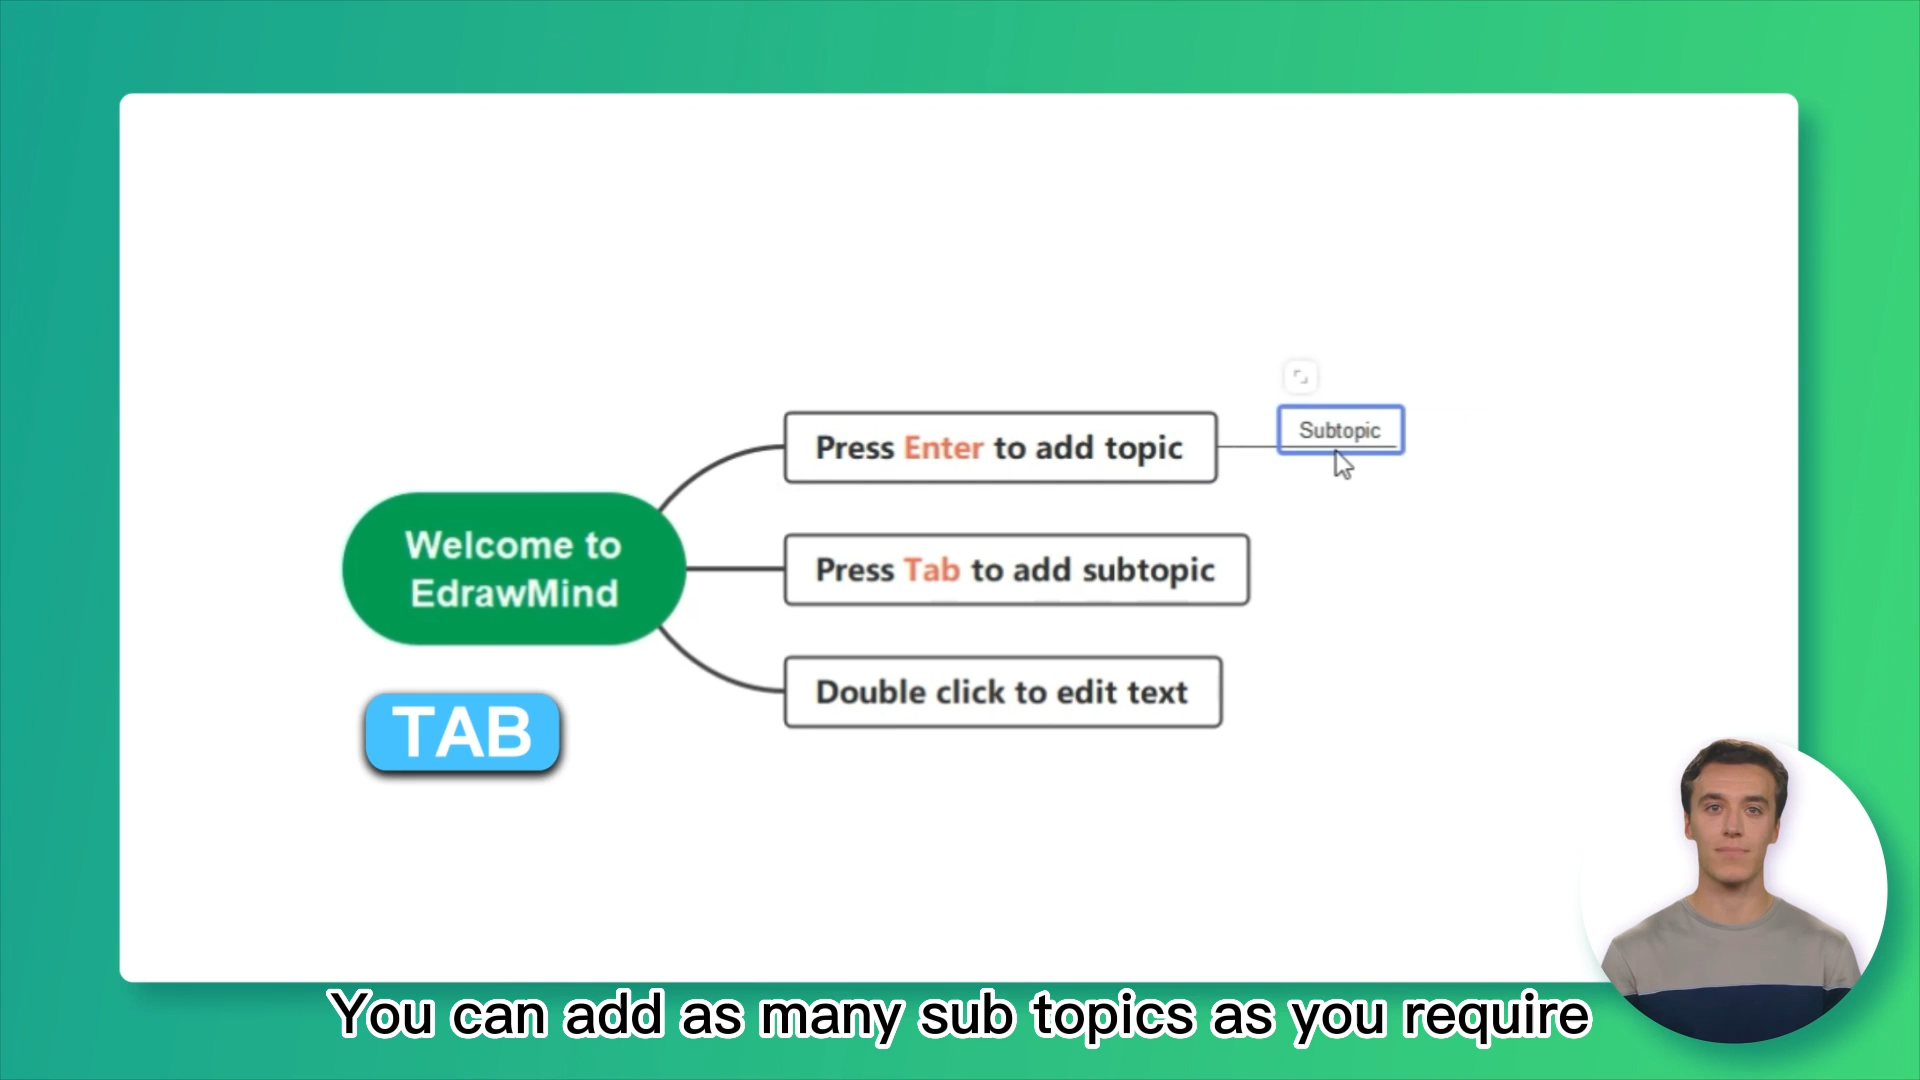 Subtopic
Press Enter to add topic
Welcome to
EdrawMind
Press Tab to add subtopic
Double click to edit text
TAB
You can add as many sub topics as you require